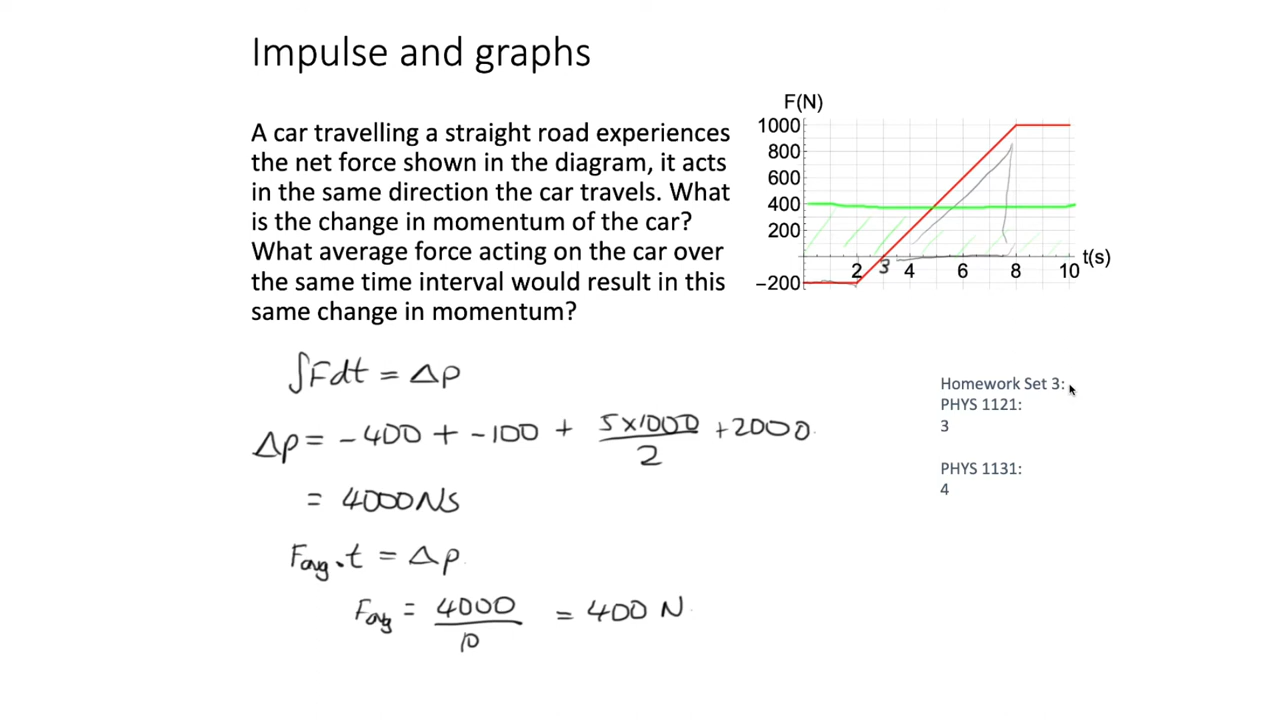 Impulse and graphs
A car travelling a straight road experiences
the net force shown in the diagram, it acts
in the same direction the car travels. What
is the change in momentum of the car?
What average force acting on the car over
the same time interval would result in this
same change in momentum?
F(N)
1000
800
600
400
200
−200
2 3 4 6 8 10 t(s)
∫Fdt = Δp
Δp = -400 + -100 + 5×1000/2 + 2000
= 4000Ns
Favg.t = Δp
Favg = 4000/10 = 400 N
Homework Set 3:
PHYS 1121:
3
PHYS 1131:
4